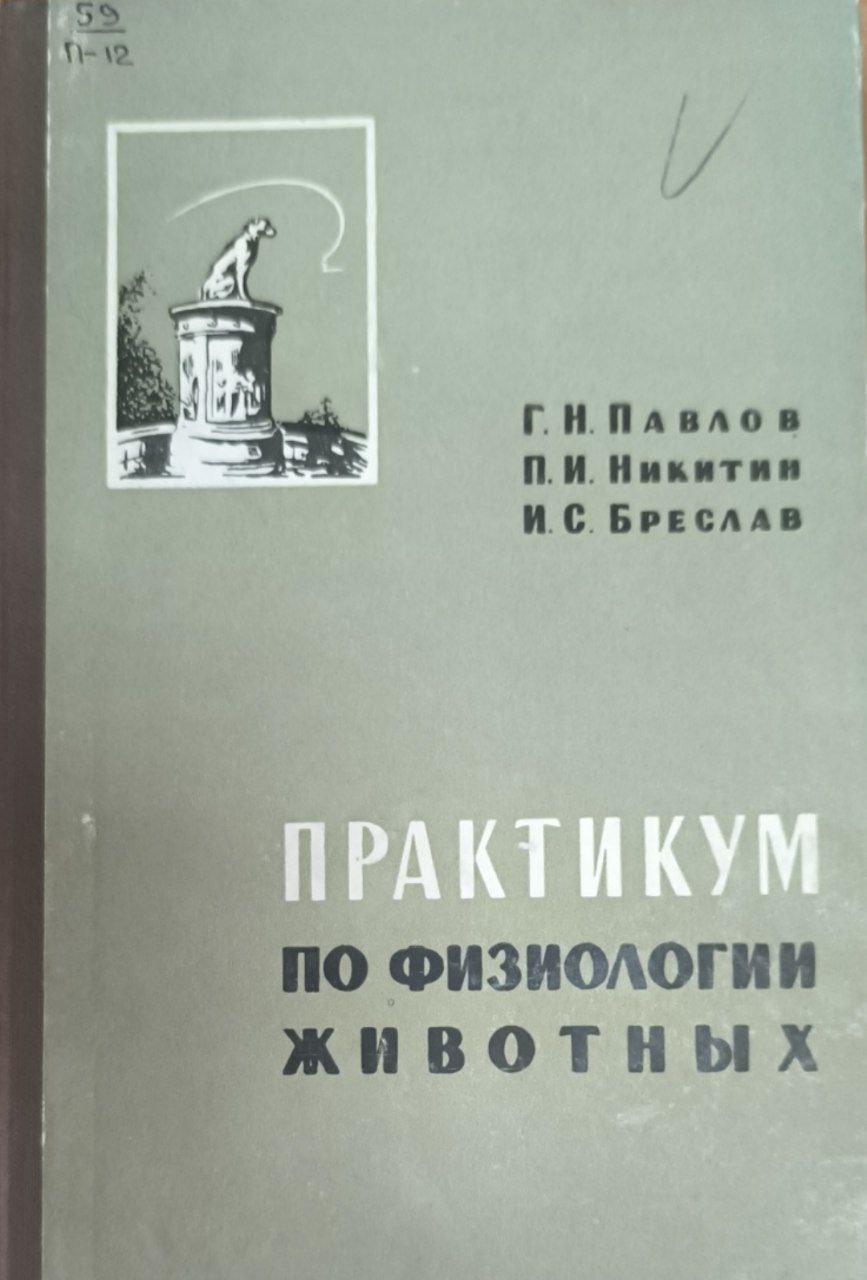 59
П-12
Г. Н. ПАВЛОВ
П. И. НИКИТИН
И. С. БРЕСЛАВ
ПРАКТИКУМ
ПО ФИЗИОЛОГИИ
ЖИВОТНЫХ